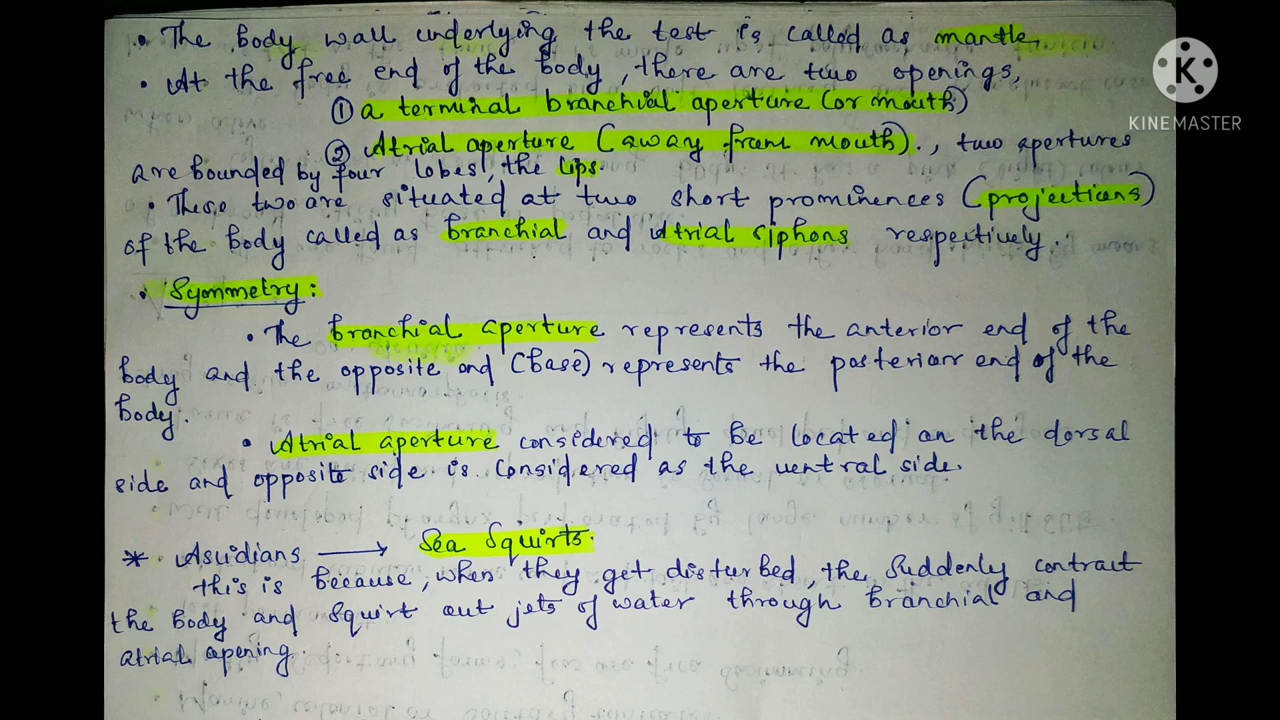 • The body wall underlying the test is called as mantle.
• At the free end of the body, there are two openings,
① a terminal branchial aperture (or mouth)
② Atrial aperture (away from mouth)., two apertures
are bounded by four lobes, the lips.
• These two are situated at two short prominences (projections)
of the body called as branchial and atrial siphons respectively.
• Symmetry:
• The branchial aperture represents the anterior end of the
body and the opposite end (base) represents the posterior end of the
body.
• Atrial aperture considered to be located on the dorsal
side and opposite side is considered as the ventral side.
* Asidians → Sea Squirts.
this is because, when they get disturbed, the suddenly contract
the body and squirt out jets of water through branchial and
atrial opening.
K
KINEMASTER